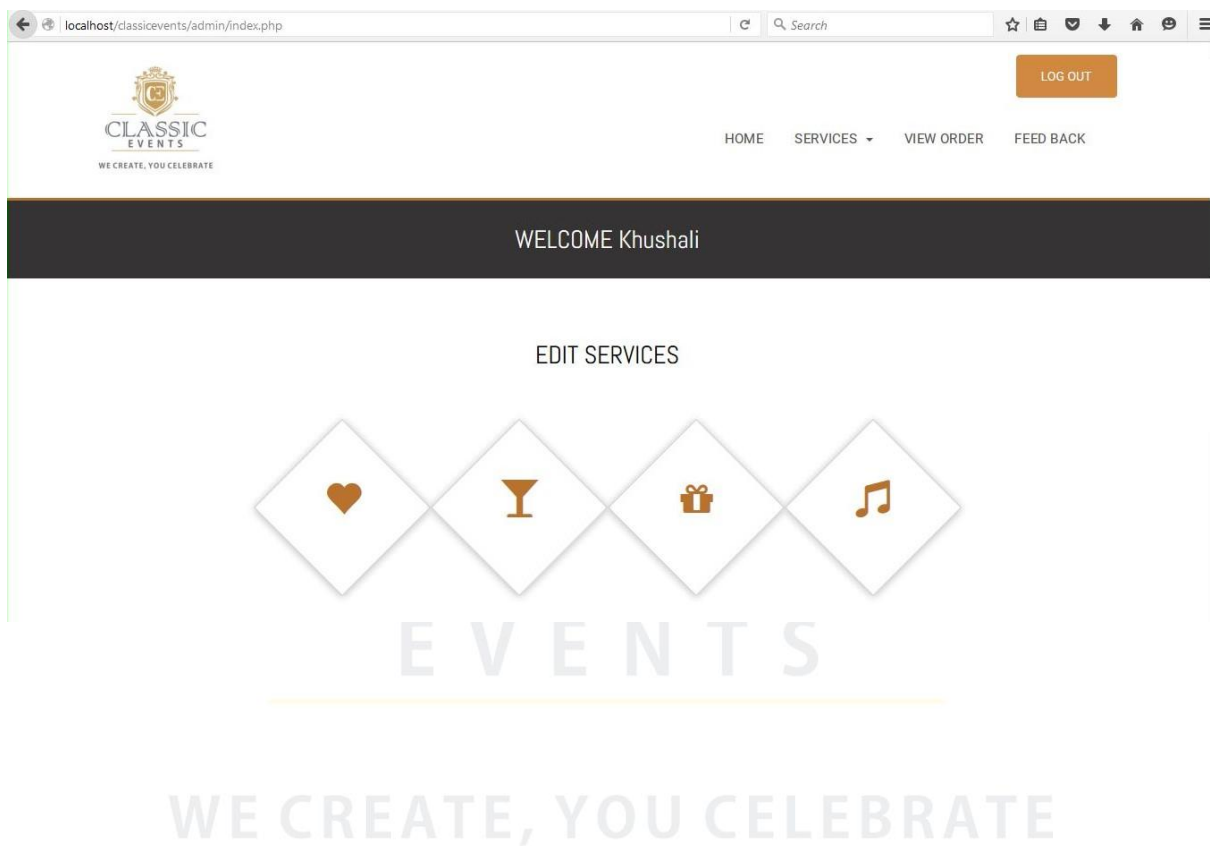 localhost/classicevents/admin/index.php
Search
LOG OUT
CE
CLASSIC
EVENTS
WE CREATE, YOU CELEBRATE
HOME SERVICES VIEW ORDER FEED BACK
WELCOME Khushali
EDIT SERVICES
EVENTS
WE CREATE, YOU CELEBRATE